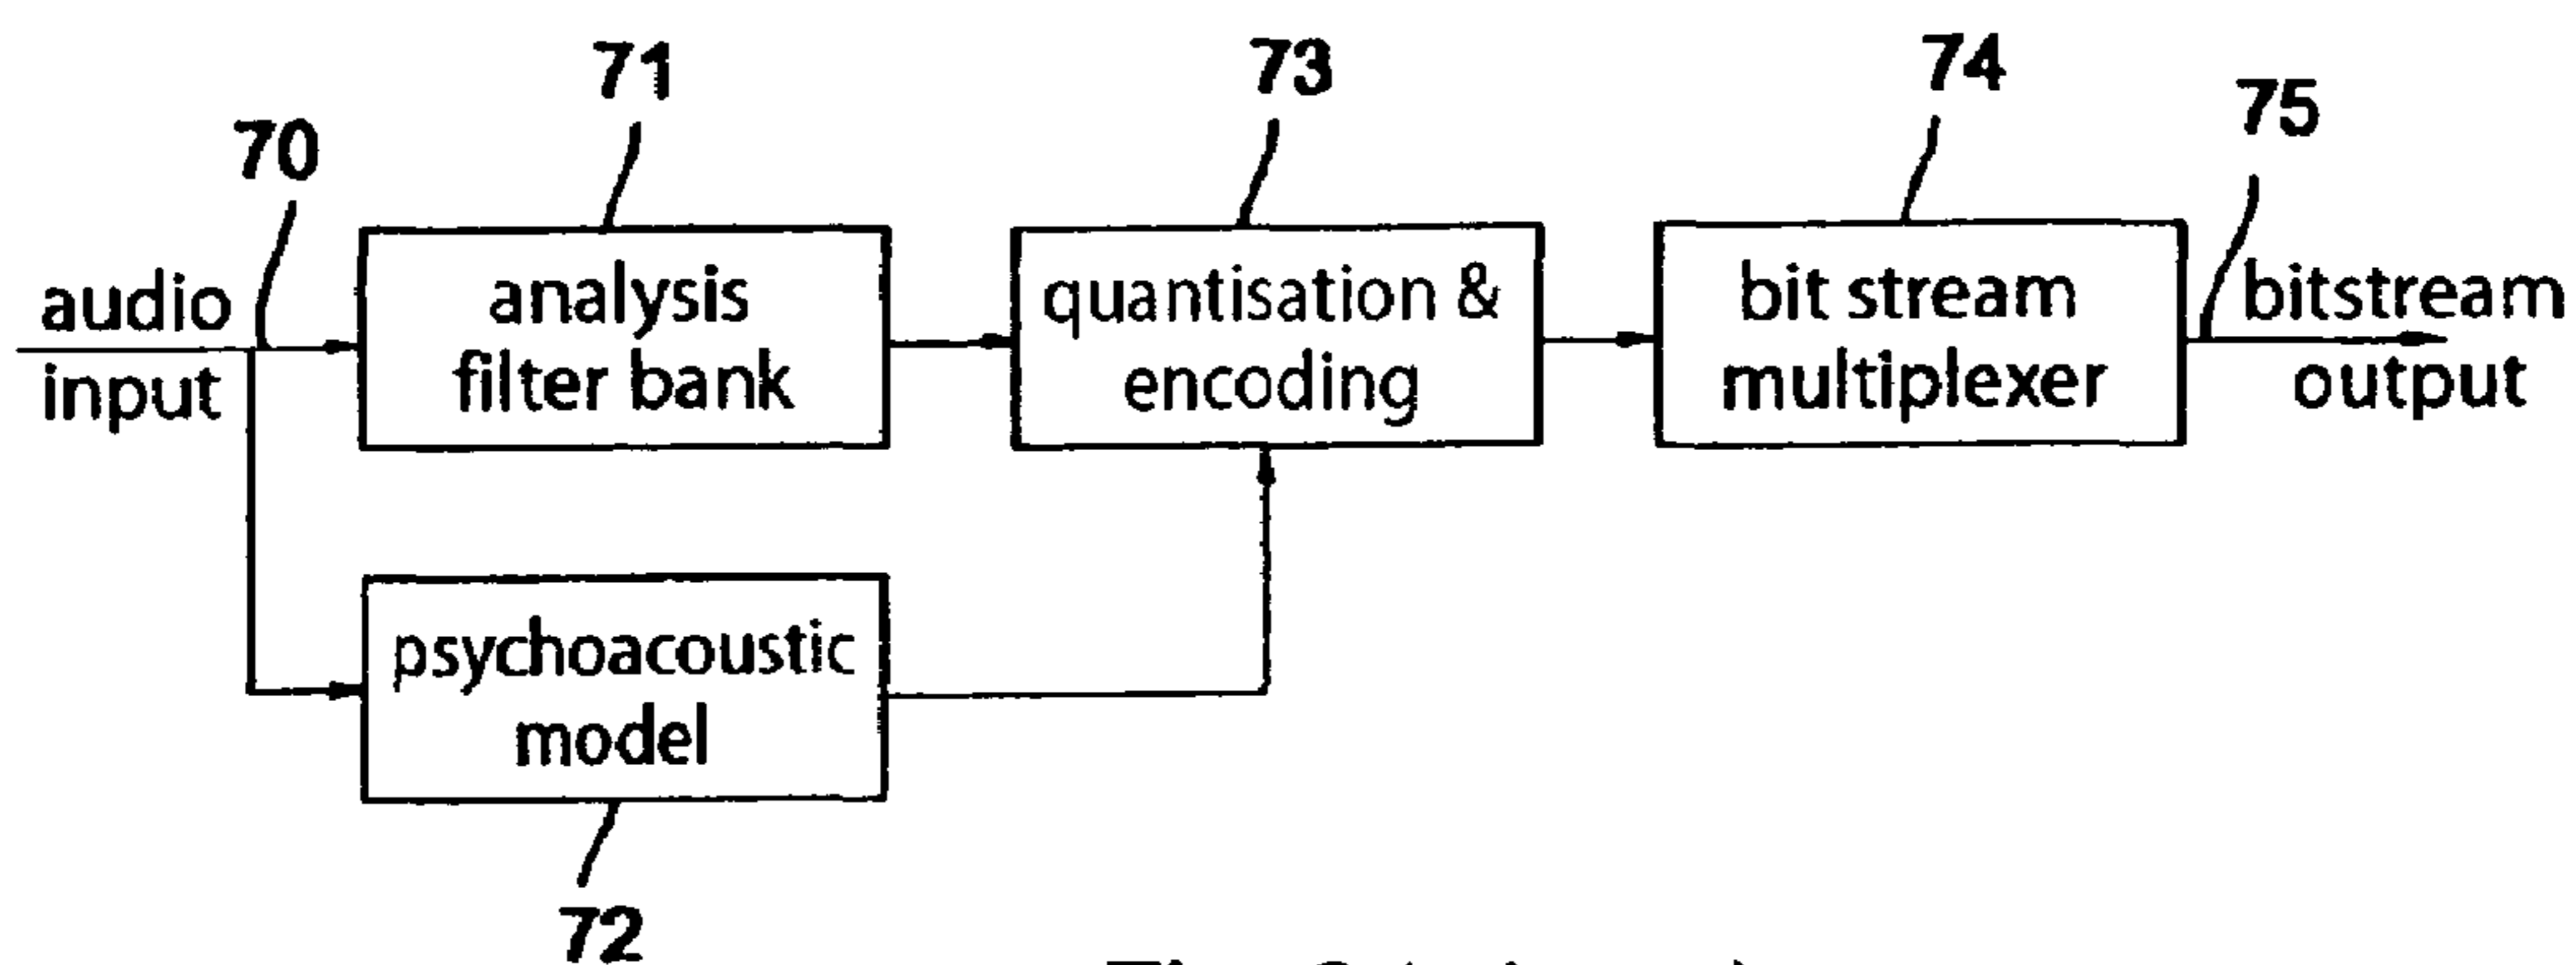 71
73
74
75
70
audio
input
analysis
filter bank
quantisation &
encoding
bit stream
multiplexer
bitstream
output
psychoacoustic
model
72